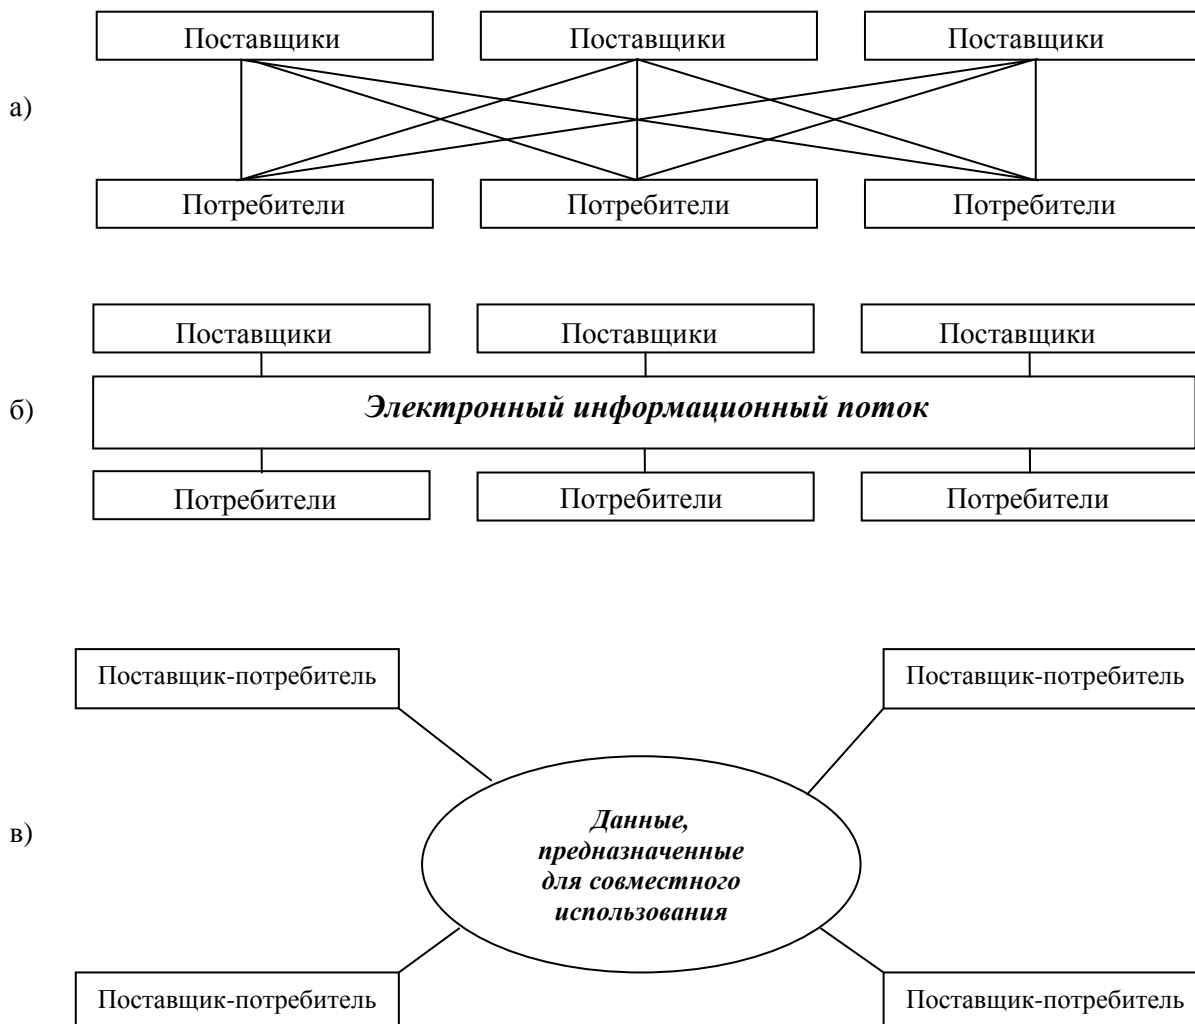 Поставщики Поставщики Поставщики
а)
Потребители Потребители Потребители
Поставщики Поставщики Поставщики
б) Электронный информационный поток
Потребители Потребители Потребители
Поставщик-потребитель Поставщик-потребитель
в)
Данные,
предназначенные
для совместного
использования
Поставщик-потребитель Поставщик-потребитель